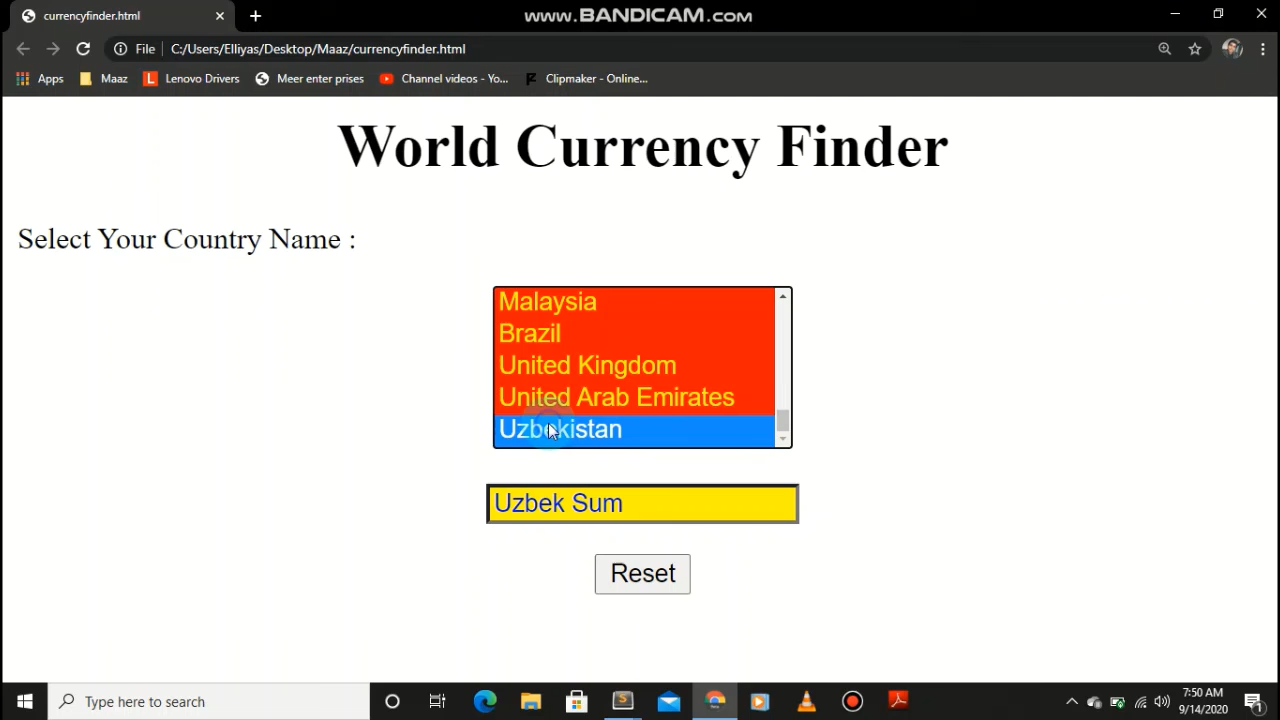 currencyfinder.html
www.BANDICAM.com
File
C:/Users/Elliyas/Desktop/Maaz/currencyfinder.html
Apps
Maaz
Lenovo Drivers
Meer enter prises
Channel videos - Yo...
Clipmaker - Online...
World Currency Finder
Select Your Country Name :
Malaysia
Brazil
United Kingdom
United Arab Emirates
Uzbekistan
Uzbek Sum
Reset
Type here to search
7:50 AM
9/14/2020